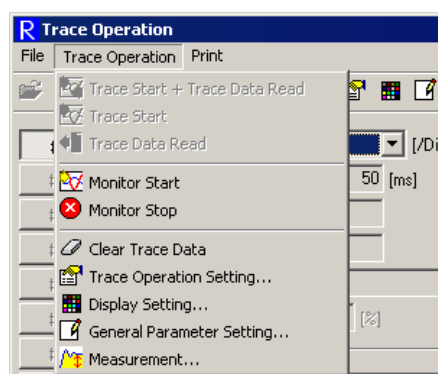 R Trace Operation
File Trace Operation Print
Trace Start + Trace Data Read
Trace Start
Trace Data Read [/Di
Monitor Start 50 [ms]
Monitor Stop
Clear Trace Data
Trace Operation Setting...
Display Setting...
General Parameter Setting... [%]
Measurement...